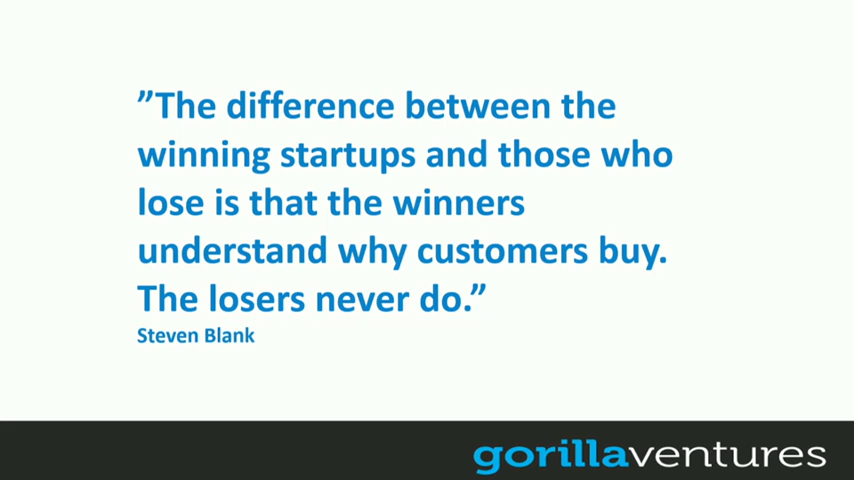 ”The difference between the
winning startups and those who
lose is that the winners
understand why customers buy.
The losers never do.”
Steven Blank
gorillaventures